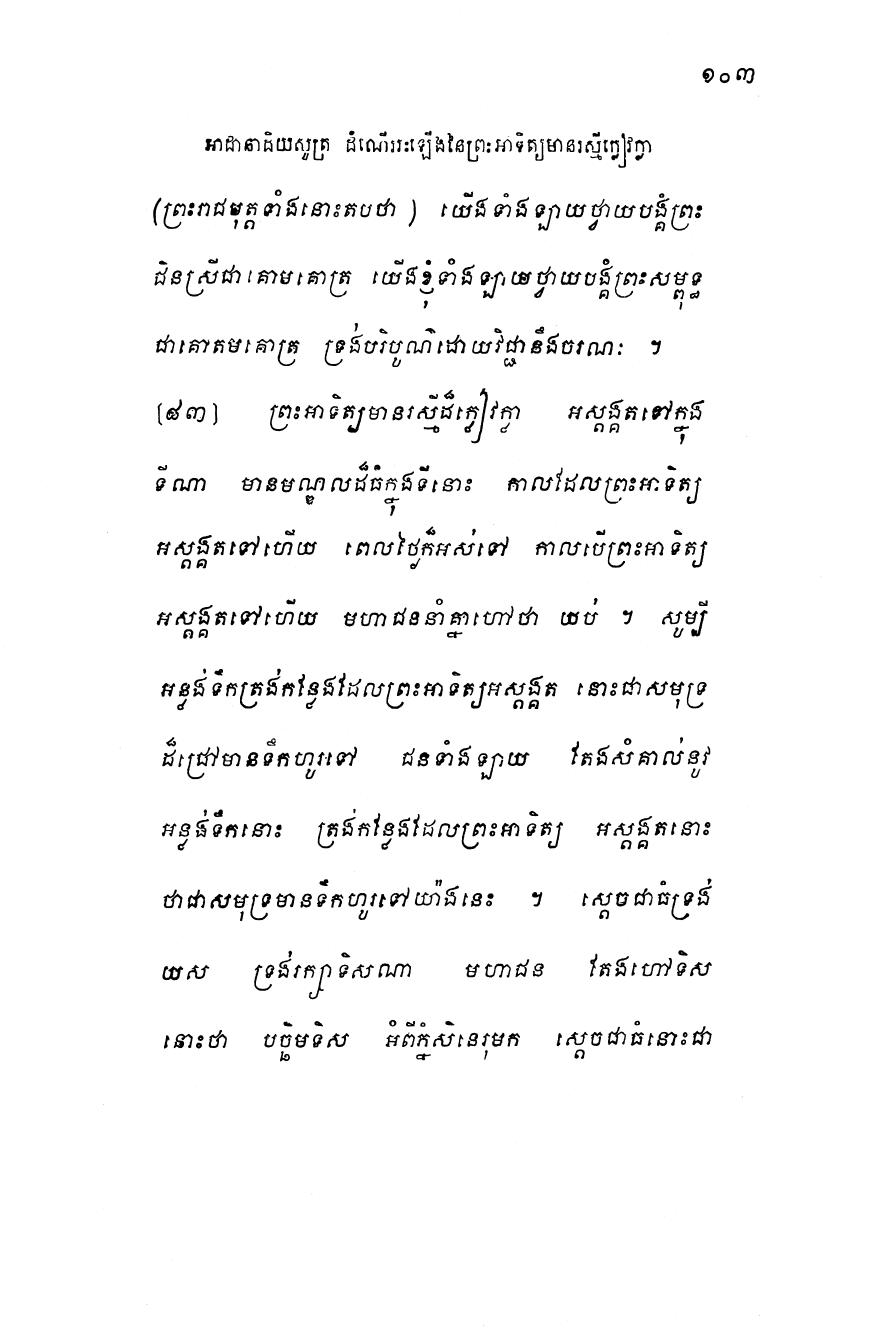 ១០៣
អាដានាធិយសូត្រ ដំណើររះឡើងនៃព្រះអាទិត្យមានរស្មីក្លៀវក្លា
(ព្រះរាជមុត្តទាំងនោះតបថា ) យើងទាំងឡាយថ្វាយបង្គំព្រះ
ជិនស្រីជាគោមគោត្រ យើងខ្ញុំទាំងឡាយថ្វាយបង្គំព្រះសម្ពុទ្ធ
ជាគោតមគោត្រ ទ្រង់បរិបូណ៌ដោយវិជ្ជានឹងចរណៈ ។
[៩៣] ព្រះអាទិត្យមានរស្មីដ៏ក្លៀវក្លា អស្តង្គតទៅក្នុង
ទីណា មានមណ្ឌលដ៏ធំក្នុងទីនោះ កាលដែលព្រះអាទិត្យ
អស្តង្គតទៅហើយ ពេលថ្ងៃក៏អស់ទៅ កាលបើព្រះអាទិត្យ
អស្តង្គតទៅហើយ មហាជននាំគ្នាហៅថា យប់ ។ សូម្បី
អន្លង់ទឹកត្រង់កន្លែងដែលព្រះអាទិត្យអស្តង្គត នោះជាសមុទ្រ
ដ៏ជ្រៅមានទឹកហូរទៅ ជនទាំងឡាយ តែងសំគាល់នូវ
អន្លង់ទឹកនោះ ត្រង់កន្លែងដែលព្រះអាទិត្យ អស្តង្គតនោះ
ថាជាសមុទ្រមានទឹកហូរទៅយ៉ាងនេះ ។ ស្តេចជាធំទ្រង់
យស ទ្រង់រក្សាទិសណា មហាជន តែងហៅទិស
នោះថា បច្ឆិមទិស អំពីភ្នំសិនេរុមក ស្តេចជាធំនោះជា